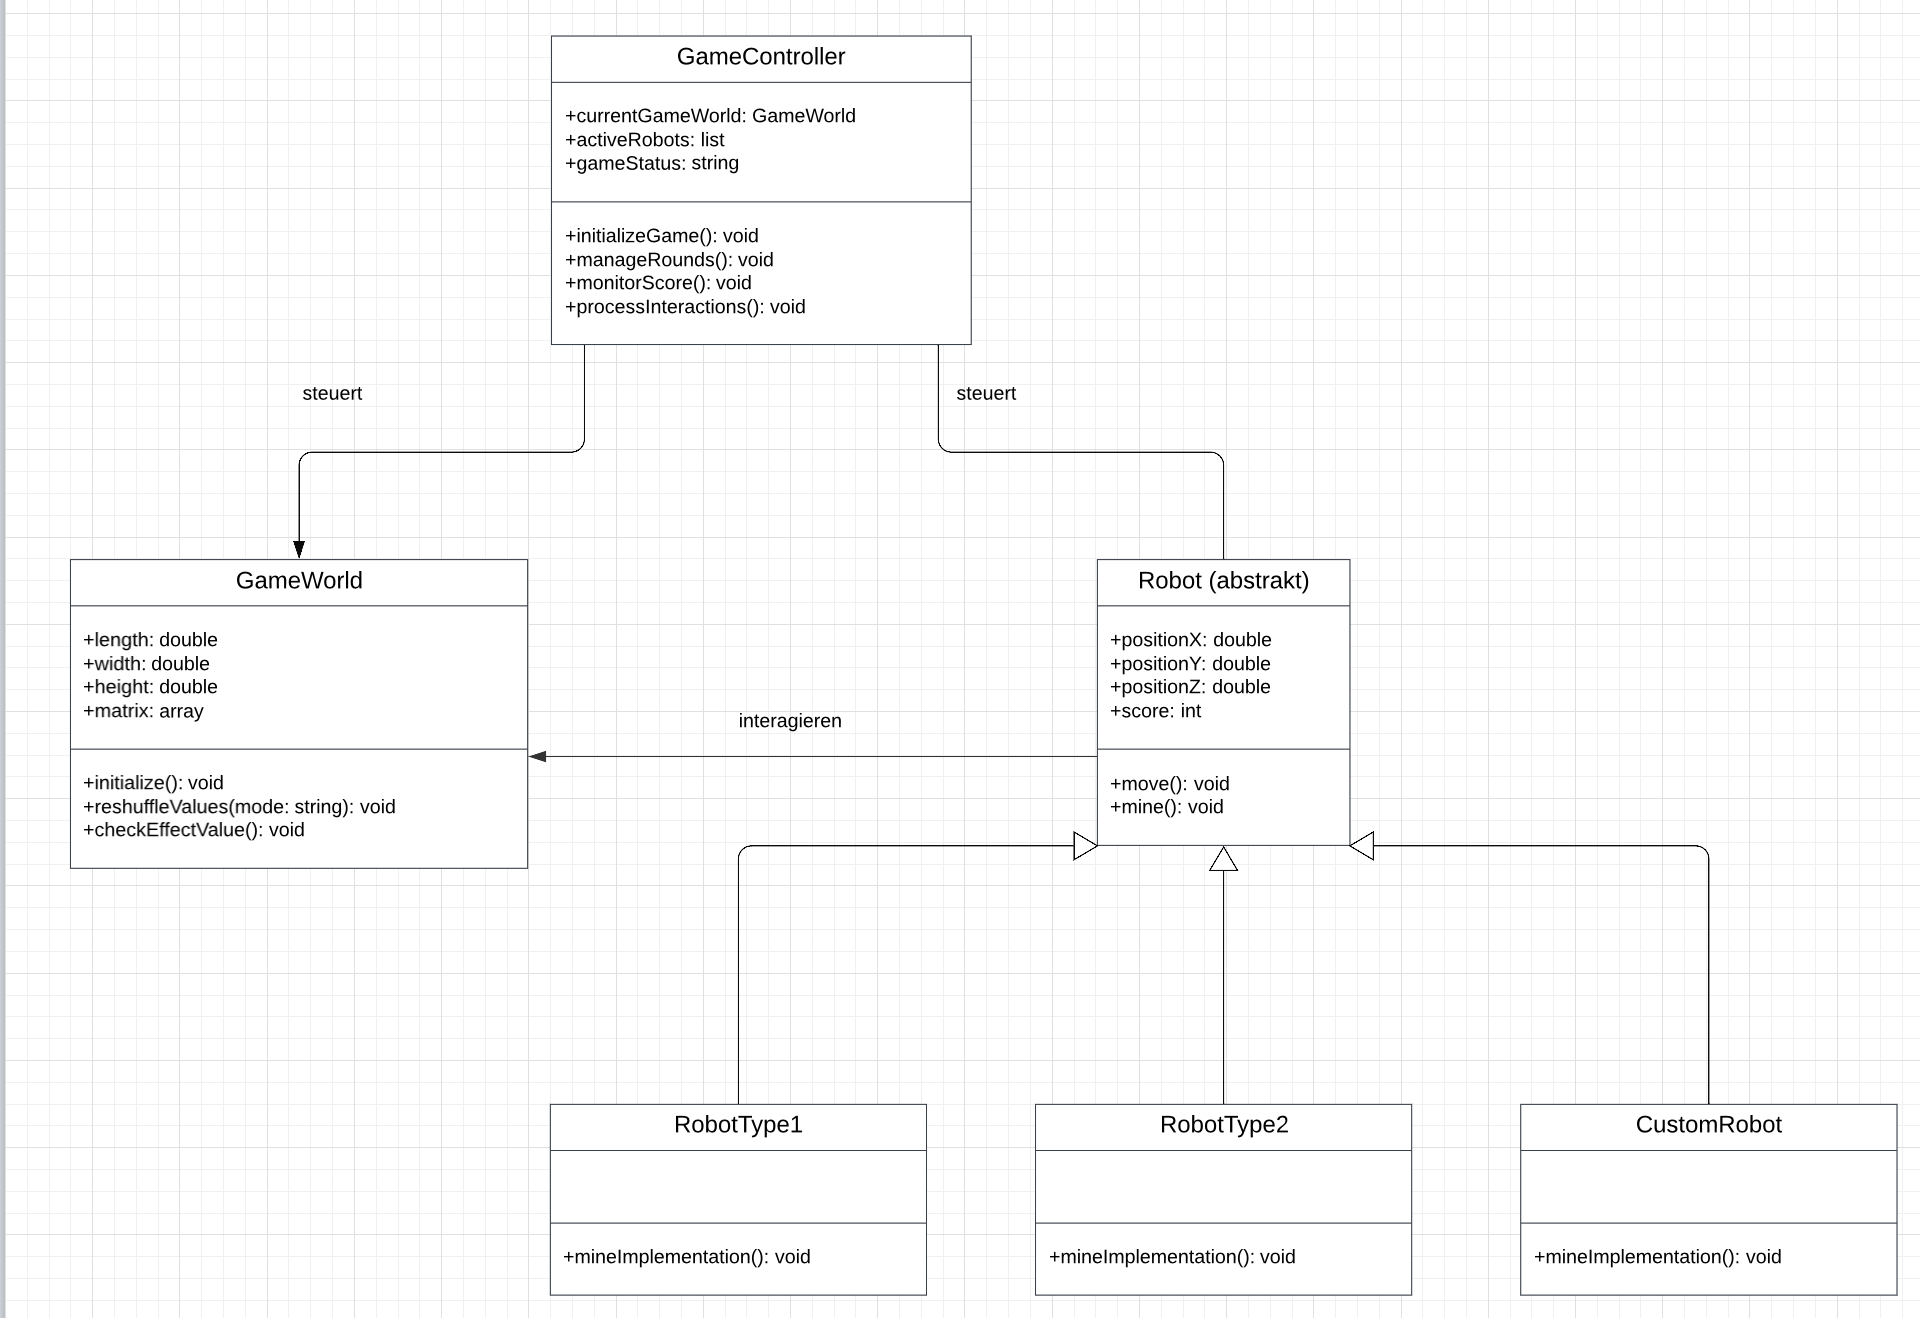 GameController
+currentGameWorld: GameWorld
+activeRobots: list
+gameStatus: string
+initializeGame(): void
+manageRounds(): void
+monitorScore(): void
+processInteractions(): void
steuert
steuert
GameWorld
+length: double
+width: double
+height: double
+matrix: array
+initialize(): void
+reshuffleValues(mode: string): void
+checkEffectValue(): void
interagieren
Robot (abstrakt)
+positionX: double
+positionY: double
+positionZ: double
+score: int
+move(): void
+mine(): void
RobotType1
+mineImplementation(): void
RobotType2
+mineImplementation(): void
CustomRobot
+mineImplementation(): void